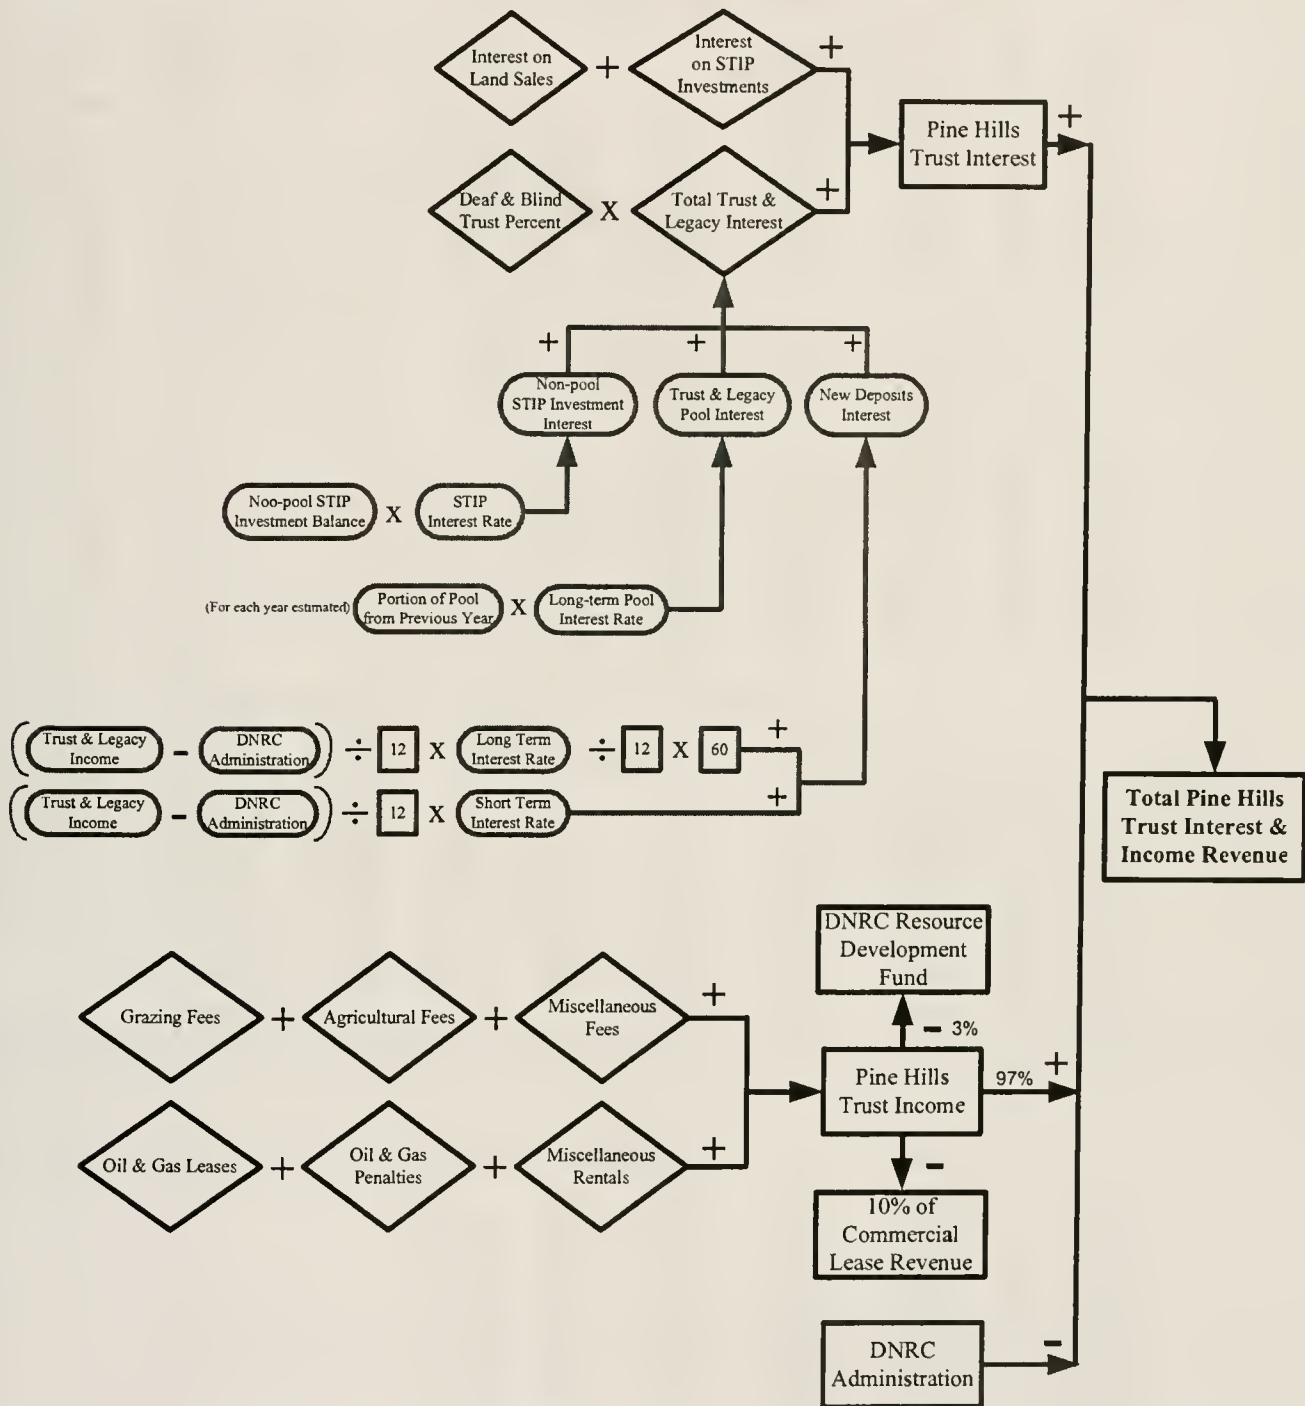 Interest on
Land Sales
+
Interest
on STIP
Investments
+
Pine Hills
Trust Interest
+
Deaf & Blind
Trust Percent
X
Total Trust &
Legacy Interest
+
+
+
+
Non-pool
STIP Investment
Interest
Trust & Legacy
Pool Interest
New Deposits
Interest
Noo-pool STIP
Investment Balance
X
STIP
Interest Rate
(For each year estimated)
Portion of Pool
from Previous Year
X
Long-term Pool
Interest Rate
(
Trust & Legacy
Income
-
DNRC
Administration
)
÷
12
X
Long Term
Interest Rate
÷
12
X
60
+
(
Trust & Legacy
Income
-
DNRC
Administration
)
÷
12
X
Short Term
Interest Rate
+
Total Pine Hills
Trust Interest &
Income Revenue
DNRC Resource
Development
Fund
- 3%
Grazing Fees
+
Agricultural Fees
+
Miscellaneous
Fees
+
Pine Hills
Trust Income
97%
+
Oil & Gas Leases
+
Oil & Gas
Penalties
+
Miscellaneous
Rentals
+
-
10% of
Commercial
Lease Revenue
DNRC
Administration
-